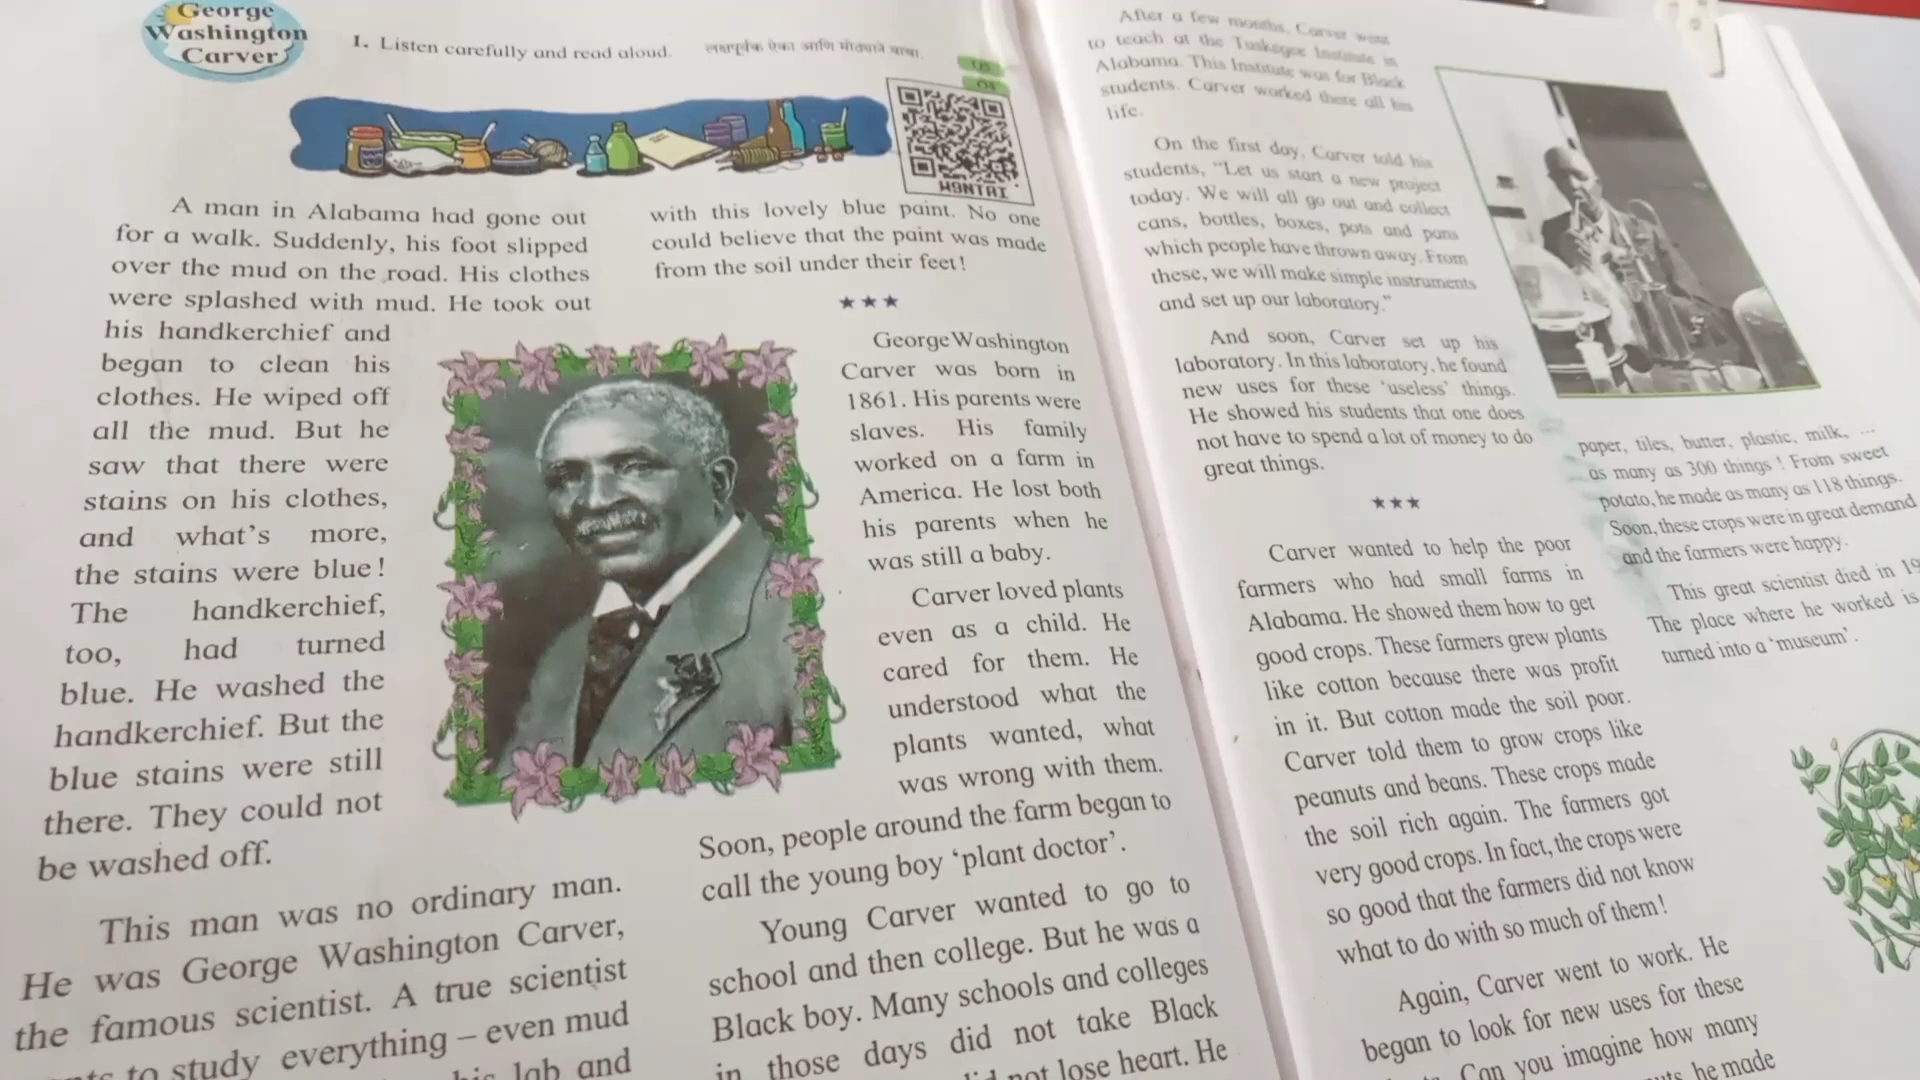 George
Washington
Carver
1. Listen carefully and read aloud. लक्षपूर्वक ऐका आणि मोठ्याने वाचा.
W9NTAI
A man in Alabama had gone out
for a walk. Suddenly, his foot slipped
over the mud on the road. His clothes
were splashed with mud. He took out
his handkerchief and
began to clean his
clothes. He wiped off
all the mud. But he
saw that there were
stains on his clothes,
and what's more,
the stains were blue!
The handkerchief,
too, had turned
blue. He washed the
handkerchief. But the
blue stains were still
there. They could not
be washed off.
This man was no ordinary man.
He was George Washington Carver,
the famous scientist. A true scientist
to study everything – even mud
lab and
with this lovely blue paint. No one
could believe that the paint was made
from the soil under their feet!
★★★
George Washington
Carver was born in
1861. His parents were
slaves. His family
worked on a farm in
America. He lost both
his parents when he
was still a baby.
Carver loved plants
even as a child. He
cared for them. He
understood what the
plants wanted, what
was wrong with them.
Soon, people around the farm began to
call the young boy 'plant doctor'.
Young Carver wanted to go to
school and then college. But he was a
Black boy. Many schools and colleges
in those days did not take Black
not lose heart. He
After a few months, Carver went
to teach at the Tuskegee Institute in
Alabama. This Institute was for Black
students. Carver worked there all his
life.
On the first day, Carver told his
students, "Let us start a new project
today. We will all go out and collect
cans, bottles, boxes, pots and pans
which people have thrown away. From
these, we will make simple instruments
and set up our laboratory."
And soon, Carver set up his
laboratory. In this laboratory, he found
new uses for these 'useless' things.
He showed his students that one does
not have to spend a lot of money to do
great things.
★★★
Carver wanted to help the poor
farmers who had small farms in
Alabama. He showed them how to get
good crops. These farmers grew plants
like cotton because there was profit
in it. But cotton made the soil poor.
Carver told them to grow crops like
peanuts and beans. These crops made
the soil rich again. The farmers got
very good crops. In fact, the crops were
so good that the farmers did not know
what to do with so much of them!
Again, Carver went to work. He
began to look for new uses for these
Can you imagine how many
he made
paper, tiles, butter, plastic, milk, ...
as many as 300 things! From sweet
potato, he made as many as 118 things.
Soon, these crops were in great demand
and the farmers were happy.
This great scientist died in 19
The place where he worked is
turned into a 'museum'.